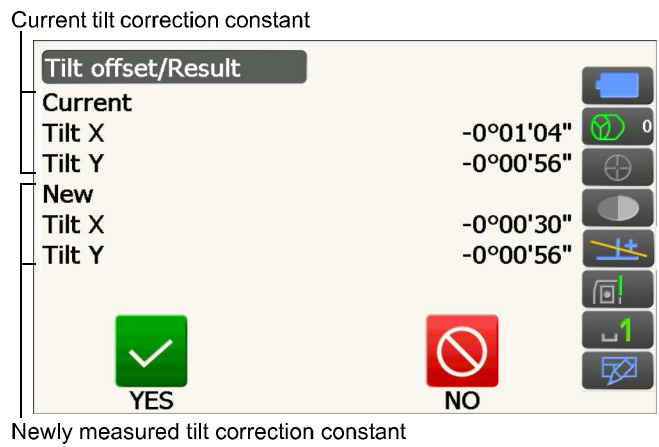 Current tilt correction constant
Tilt offset/Result
Current
Tilt X -0°01'04"
Tilt Y -0°00'56"
New
Tilt X -0°00'30"
Tilt Y -0°00'56"
0
1
YES NO
Newly measured tilt correction constant